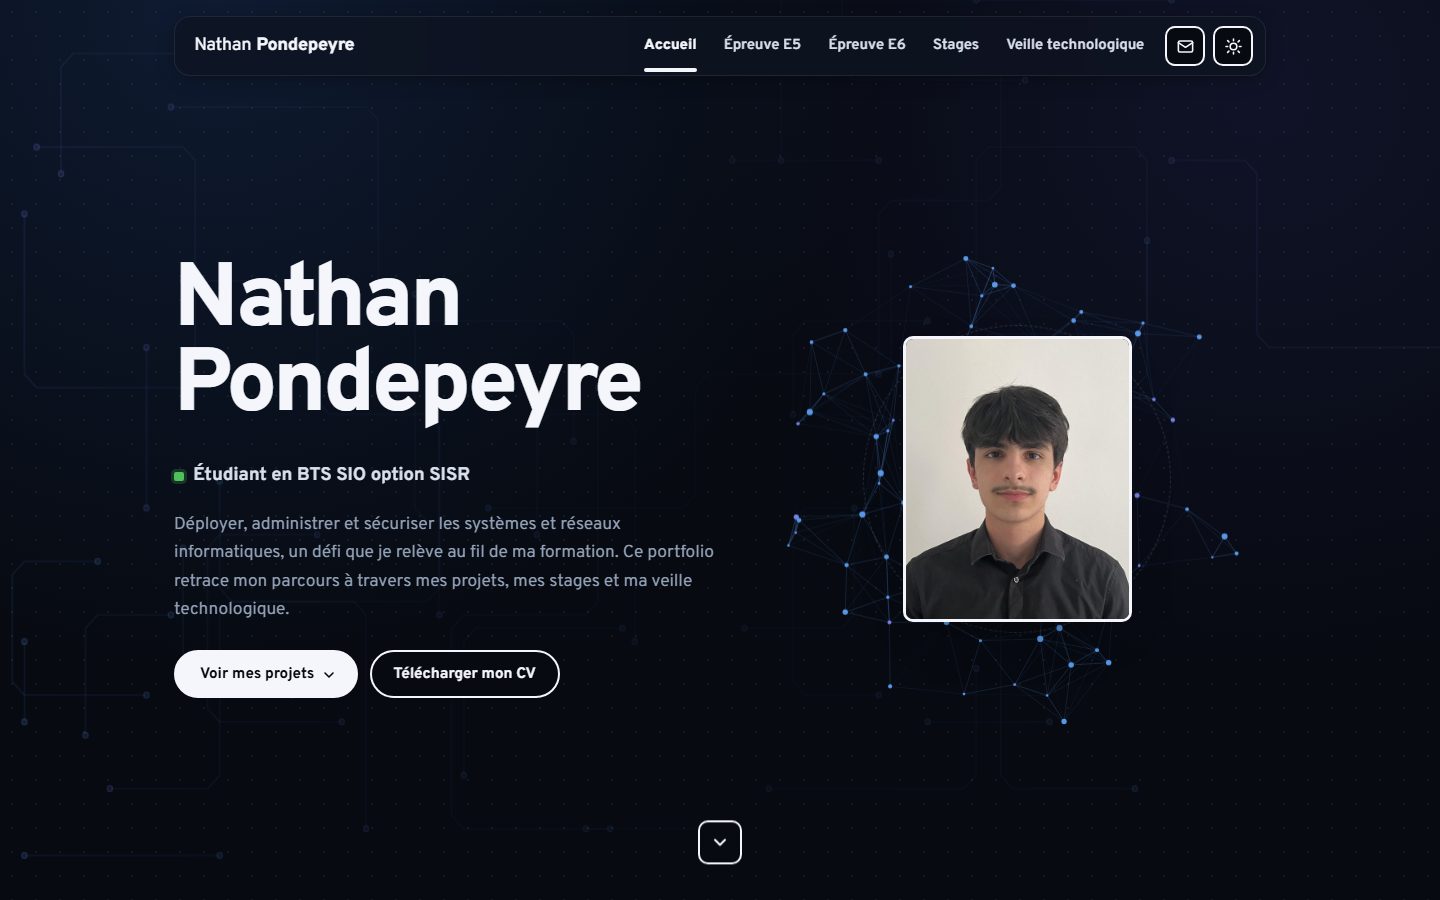 Nathan Pondepeyre
Accueil
Épreuve E5
Épreuve E6
Stages
Veille technologique
Nathan
Pondepeyre
Étudiant en BTS SIO option SISR
Déployer, administrer et sécuriser les systèmes et réseaux
informatiques, un défi que je relève au fil de ma formation. Ce portfolio
retrace mon parcours à travers mes projets, mes stages et ma veille
technologique.
Voir mes projets
Télécharger mon CV